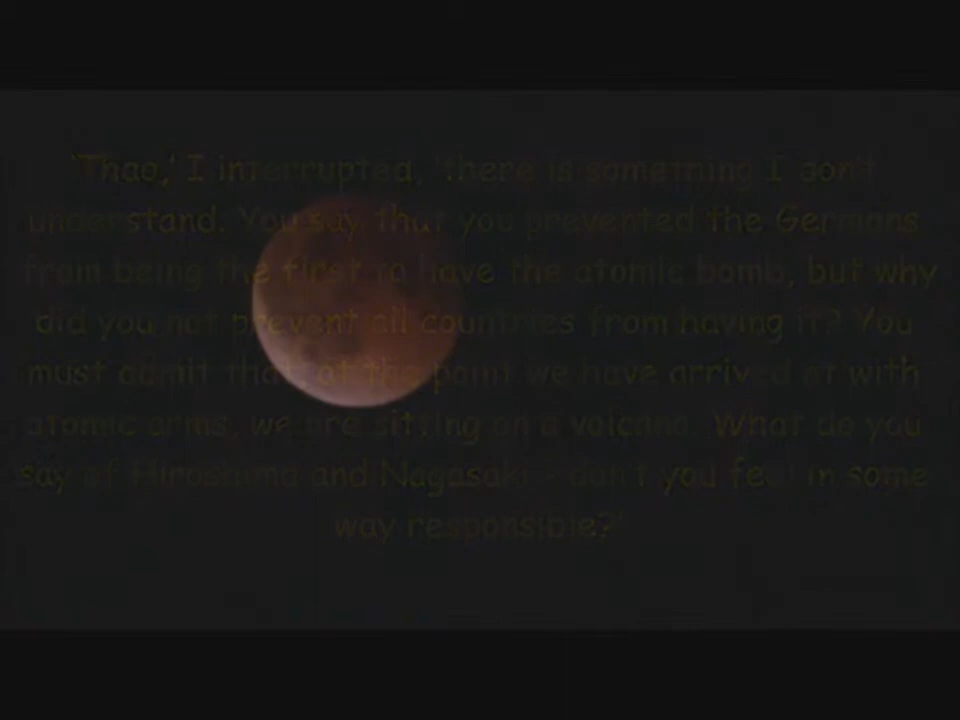 'Thao,' I interrupted, 'there is something I don't
understand. You say that you prevented the Germans
from being the first to have the atomic bomb, but why
did you not prevent all countries from having it? You
must admit that at the point we have arrived at with
atomic arms, we are sitting on a volcano. What do you
say of Hiroshima and Nagasaki - don't you feel in some
way responsible?'